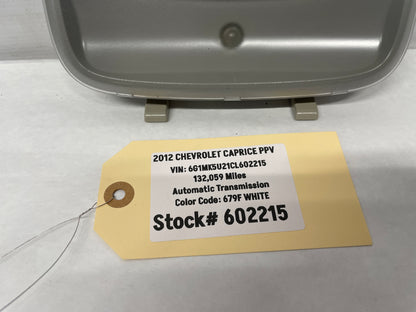 2012 CHEVROLET CAPRICE PPV
VIN: 6G1MK5U21CL602215
132,059 Miles
Automatic Transmission
Color Code: 679F WHITE
Stock# 602215